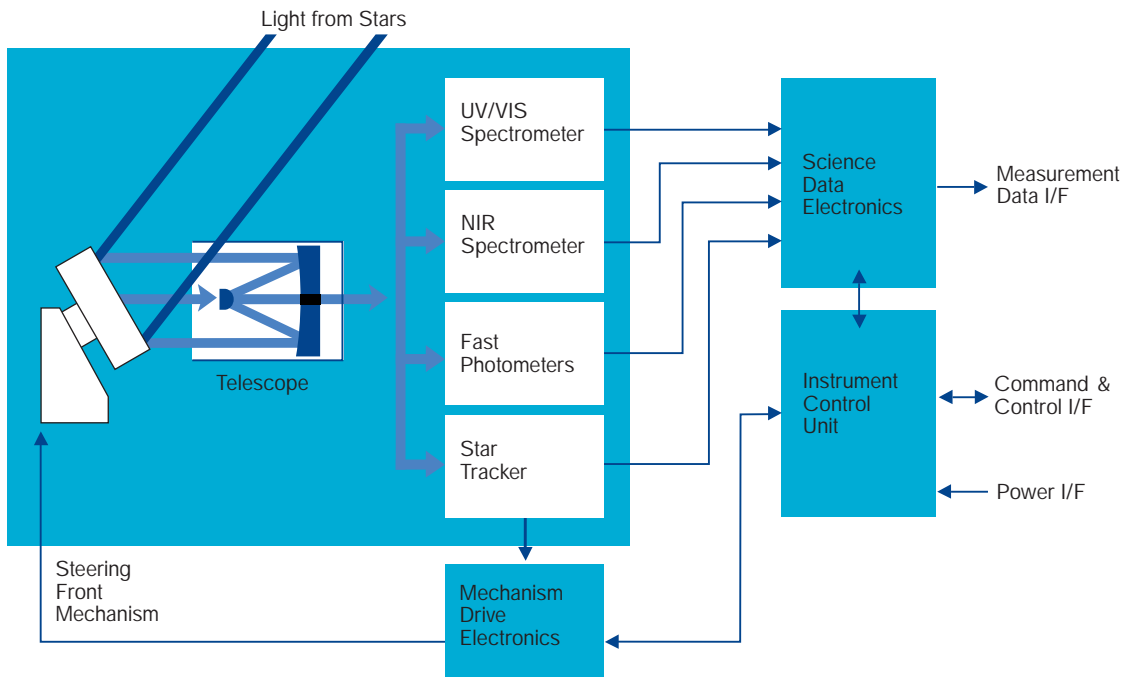 Light from Stars
UV/VIS
Spectrometer
NIR
Spectrometer
Fast
Photometers
Star
Tracker
Telescope
Science
Data
Electronics
Measurement
Data I/F
Instrument
Control
Unit
Command &
Control I/F
Power I/F
Steering
Front
Mechanism
Mechanism
Drive
Electronics